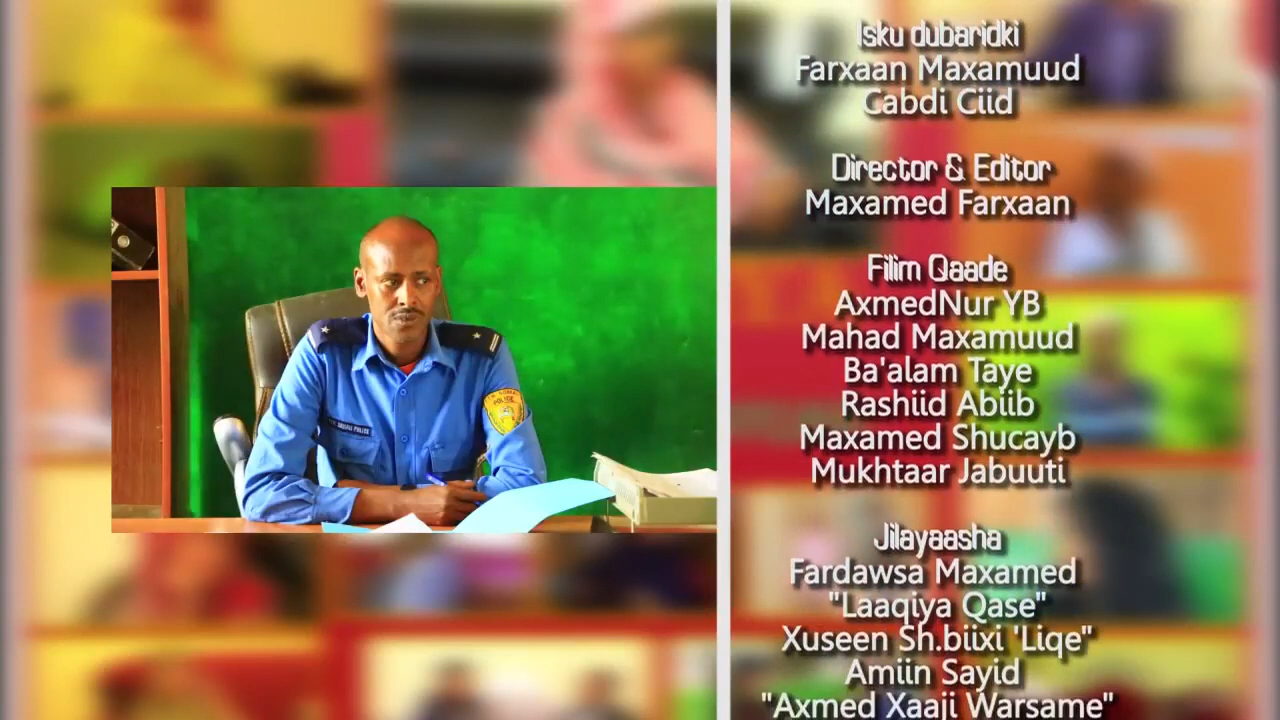 Isku dubaridki
Farxaan Maxamuud
Cabdi Ciid
Director & Editor
Maxamed Farxaan
Filim Qaade
AxmedNur YB
Mahad Maxamuud
Ba'alam Taye
Rashiid Abiib
Maxamed Shucayb
Mukhtaar Jabuuti
Jilayaasha
Fardawsa Maxamed
"Laaqiya Qase"
Xuseen Sh.biixi 'Liqe"
Amiin Sayid
"Axmed Xaaji Warsame"
POLICE
POLICE